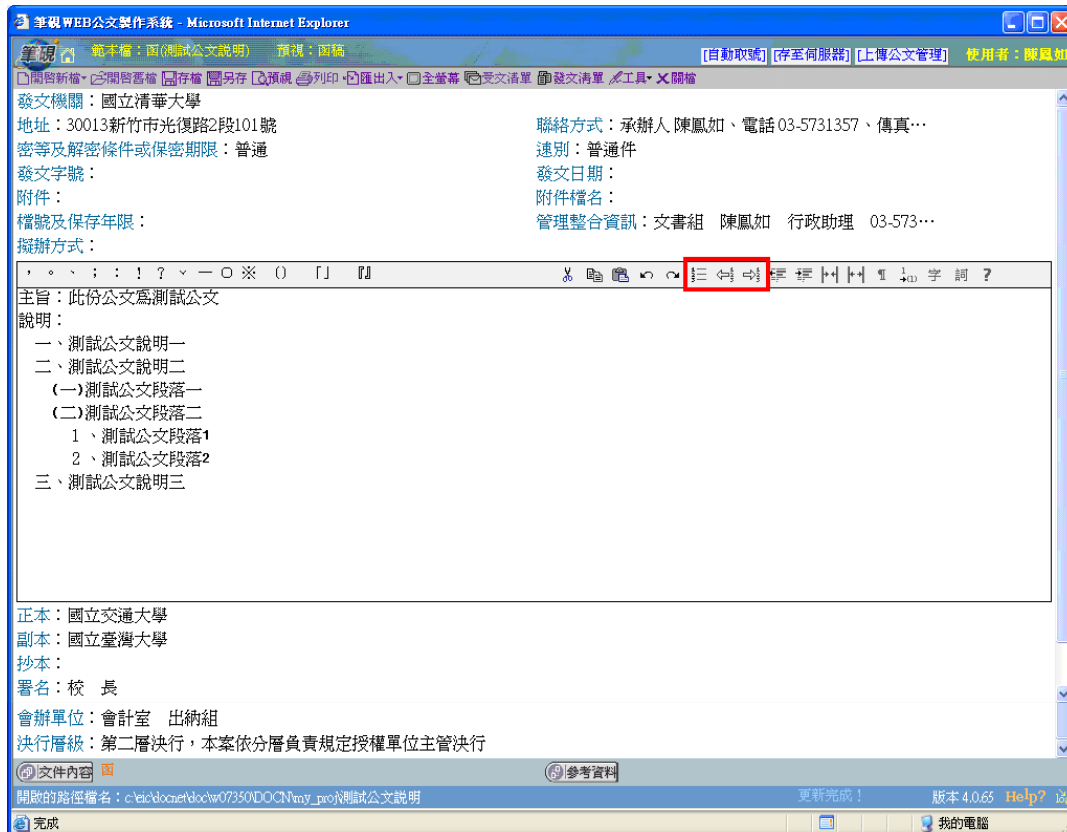 筆硯WEB公文製作系統 - Microsoft Internet Explorer
筆硯 範本檔：函(測試公文說明) 預視：函稿 [自動取號] [存至伺服器] [上傳公文管理] 使用者：陳鳳如
開啟新檔 開啟舊檔 存檔 另存 預視 列印 匯出入 全螢幕 受文清單 發文清單 工具 關檔
發文機關：國立清華大學
地址：30013新竹市光復路2段101號 聯絡方式：承辦人 陳鳳如、電話 03-5731357、傳真…
密等及解密條件或保密期限：普通 速別：普通件
發文字號： 發文日期：
附件： 附件檔名：
檔號及保存年限： 管理整合資訊：文書組 陳鳳如 行政助理 03-573…
擬辦方式：
， 。 、 ； ： ！ ？ ˇ — ○ ※ () 「」 『』 ¶ 字 詞 ?
主旨：此份公文為測試公文
說明：
一、測試公文說明一
二、測試公文說明二
(一)測試公文段落一
(二)測試公文段落二
１、測試公文段落1
２、測試公文段落2
三、測試公文說明三
正本：國立交通大學
副本：國立臺灣大學
抄本：
署名：校 長
會辦單位：會計室 出納組
決行層級：第二層決行，本案依分層負責規定授權單位主管決行
文件內容 函 參考資料
開啟的路徑檔名：c:\eic\docnet\doc\w07350\DOCN\my_proj\測試公文說明 更新完成！ 版本 4.0.65 Help?
完成 我的電腦